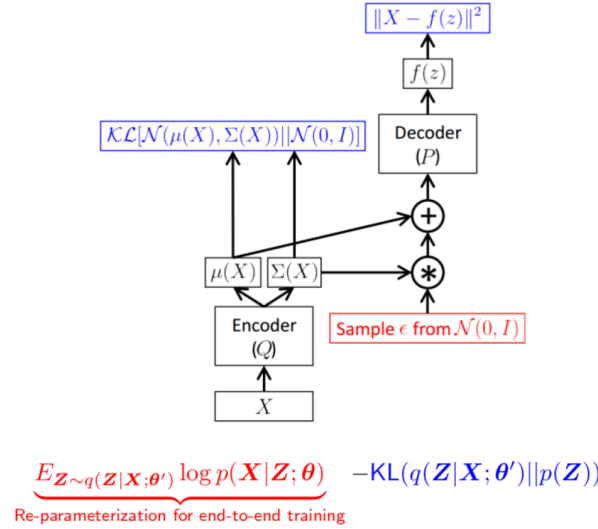 ‖X − f(z)‖²
f(z)
𝒦ℒ[𝒩(μ(X), Σ(X))||𝒩(0, I)]
Decoder
(P)
+
μ(X) Σ(X)
*
Encoder
(Q)
Sample ϵ from 𝒩(0, I)
X
E_{Z∼q(Z|X;θ′)} log p(X|Z; θ) −KL(q(Z|X; θ′)||p(Z))
Re-parameterization for end-to-end training